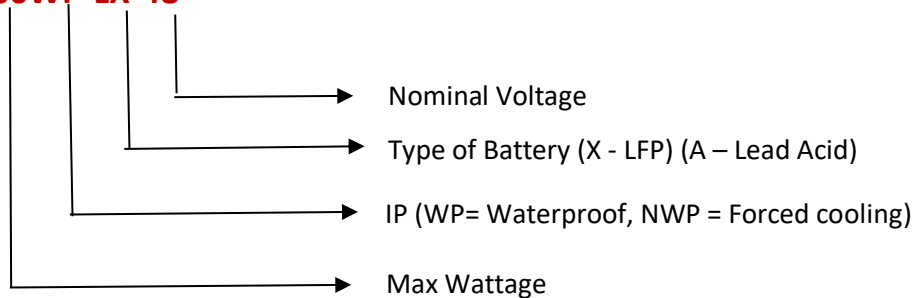 Nominal Voltage
Type of Battery (X - LFP) (A – Lead Acid)
IP (WP= Waterproof, NWP = Forced cooling)
Max Wattage